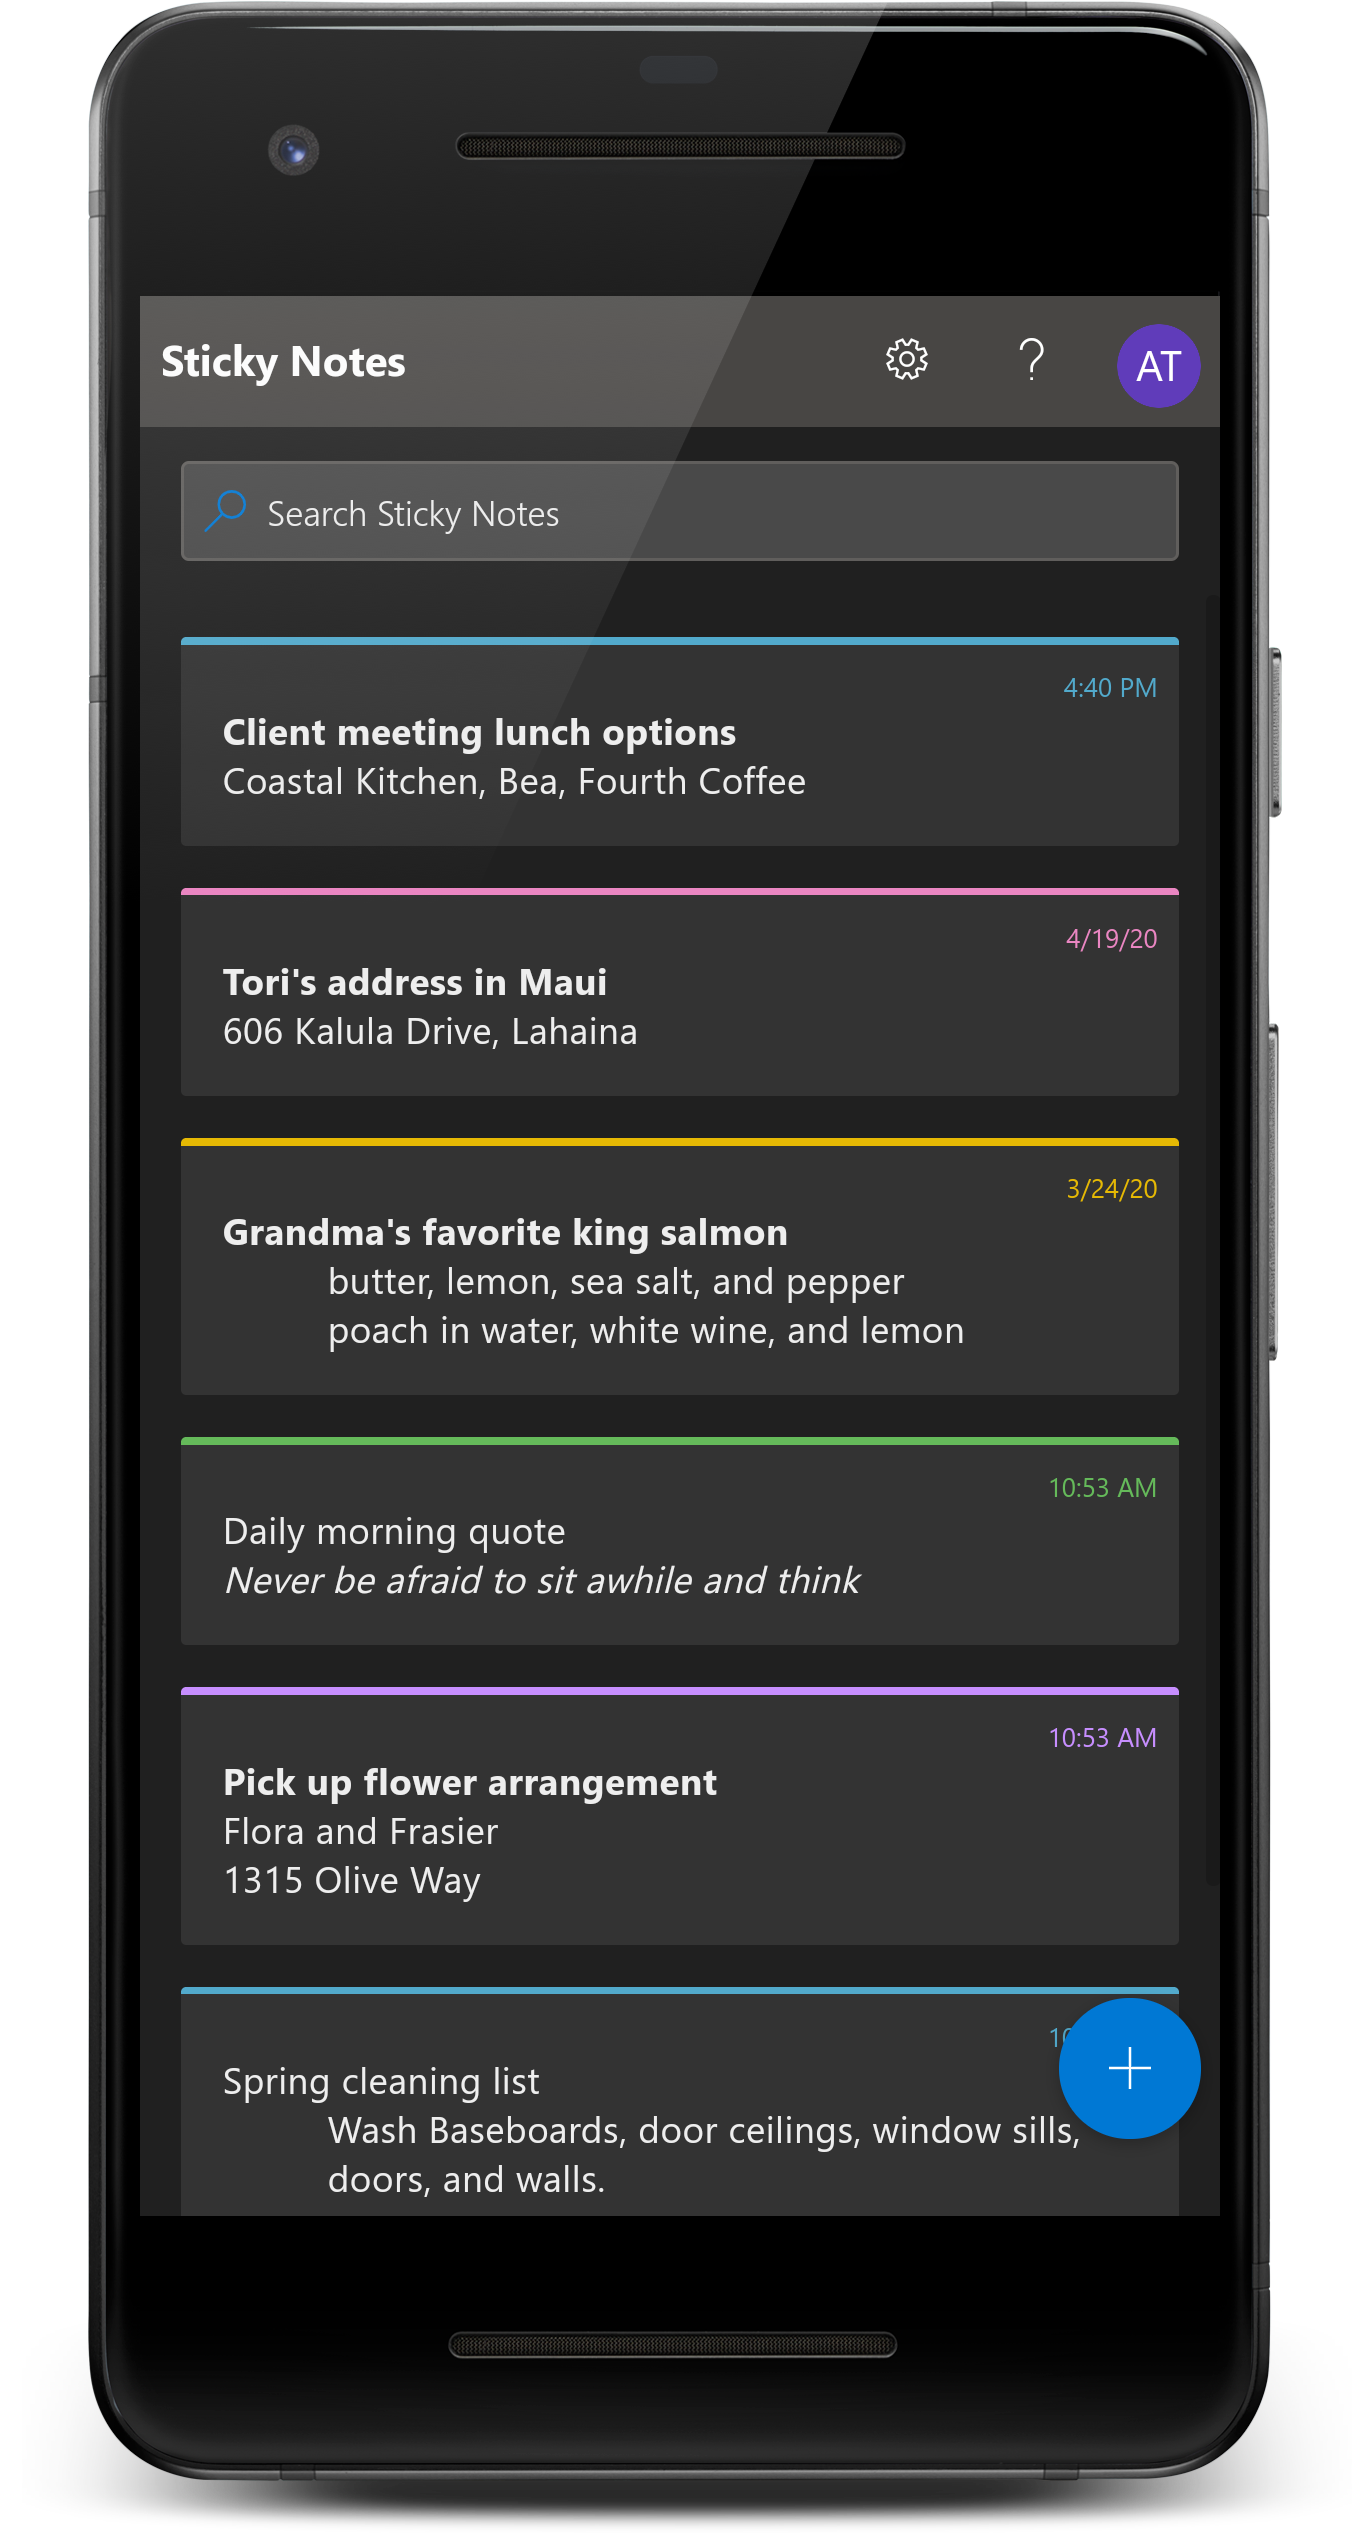 Sticky Notes
AT
Search Sticky Notes
4:40 PM
Client meeting lunch options
Coastal Kitchen, Bea, Fourth Coffee
4/19/20
Tori's address in Maui
606 Kalula Drive, Lahaina
3/24/20
Grandma's favorite king salmon
butter, lemon, sea salt, and pepper
poach in water, white wine, and lemon
10:53 AM
Daily morning quote
Never be afraid to sit awhile and think
10:53 AM
Pick up flower arrangement
Flora and Frasier
1315 Olive Way
Spring cleaning list
Wash Baseboards, door ceilings, window sills,
doors, and walls.